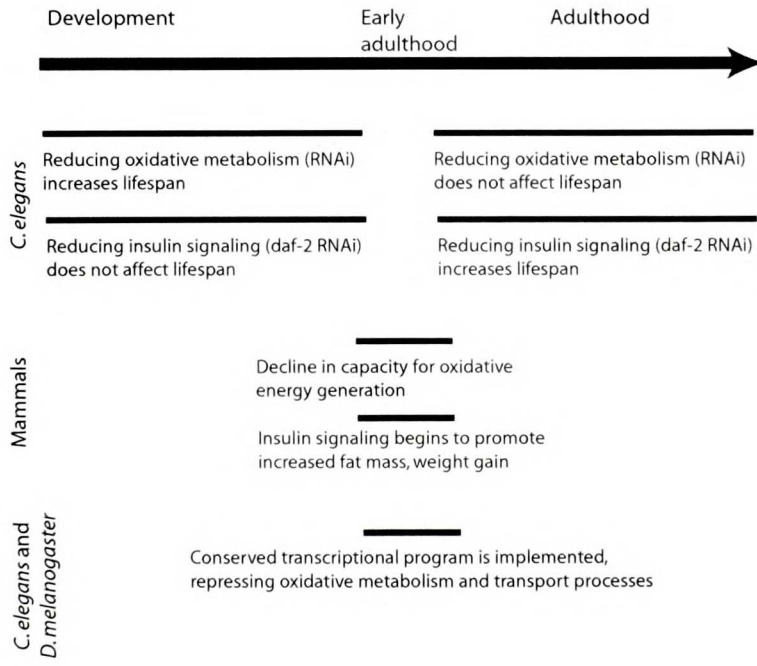 Development
Early
adulthood
Adulthood
C. elegans
Reducing oxidative metabolism (RNAi)
increases lifespan
Reducing oxidative metabolism (RNAi)
does not affect lifespan
Reducing insulin signaling (daf-2 RNAi)
does not affect lifespan
Reducing insulin signaling (daf-2 RNAi)
increases lifespan
Mammals
Decline in capacity for oxidative
energy generation
Insulin signaling begins to promote
increased fat mass, weight gain
C. elegans and
D. melanogaster
Conserved transcriptional program is implemented,
repressing oxidative metabolism and transport processes